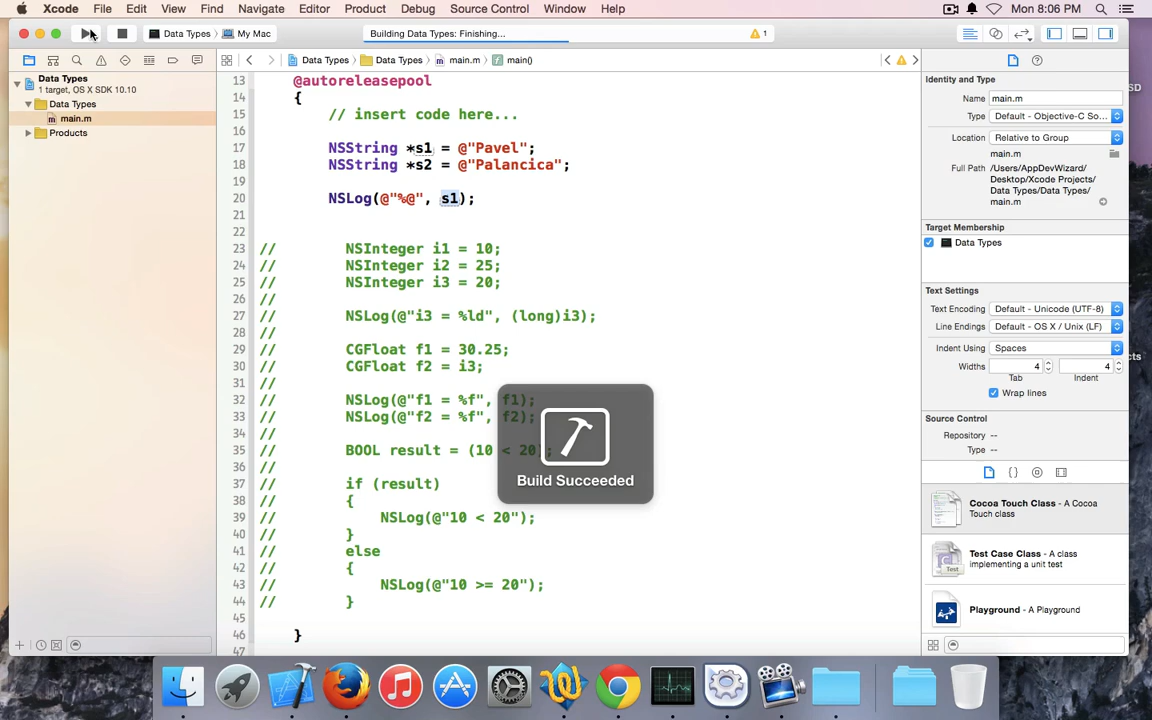 Xcode File Edit View Find Navigate Editor Product Debug Source Control Window Help Mon 8:06 PM
Data Types My Mac Building Data Types: Finishing... 1
Data Types Data Types main.m main()
Data Types
1 target, OS X SDK 10.10
Data Types
main.m
Products
13 @autoreleasepool
14 {
15 // insert code here...
16
17 NSString *s1 = @"Pavel";
18 NSString *s2 = @"Palancica";
19
20 NSLog(@"%@", s1);
21
22
23 // NSInteger i1 = 10;
24 // NSInteger i2 = 25;
25 // NSInteger i3 = 20;
26 //
27 // NSLog(@"i3 = %ld", (long)i3);
28 //
29 // CGFloat f1 = 30.25;
30 // CGFloat f2 = i3;
31 //
32 // NSLog(@"f1 = %f", f1);
33 // NSLog(@"f2 = %f", f2);
34 //
35 // BOOL result = (10 < 20);
36 //
37 // if (result)
38 // {
39 // NSLog(@"10 < 20");
40 // }
41 // else
42 // {
43 // NSLog(@"10 >= 20");
44 // }
45
46 }
47
Build Succeeded
Identity and Type
Name main.m
Type Default - Objective-C So...
Location Relative to Group
main.m
Full Path /Users/AppDevWizard/
Desktop/Xcode Projects/
Data Types/Data Types/
main.m
Target Membership
Data Types
Text Settings
Text Encoding Default - Unicode (UTF-8)
Line Endings Default - OS X / Unix (LF)
Indent Using Spaces
Widths 4 4
Tab Indent
Wrap lines
Source Control
Repository --
Type --
Cocoa Touch Class - A Cocoa
Touch class
Test Case Class - A class
implementing a unit test
Playground - A Playground